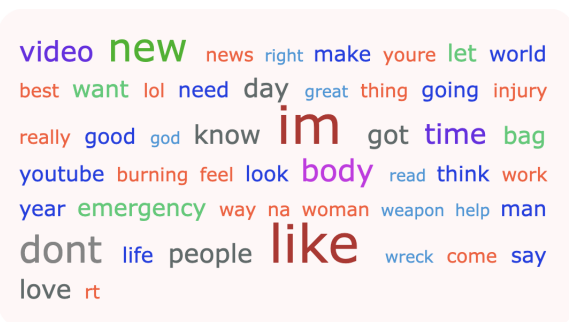 video new news right make youre let world
best want lol need day great thing going injury
really good god know im got time bag
youtube burning feel look body read think work
year emergency way na woman weapon help man
dont life people like wreck come say
love rt